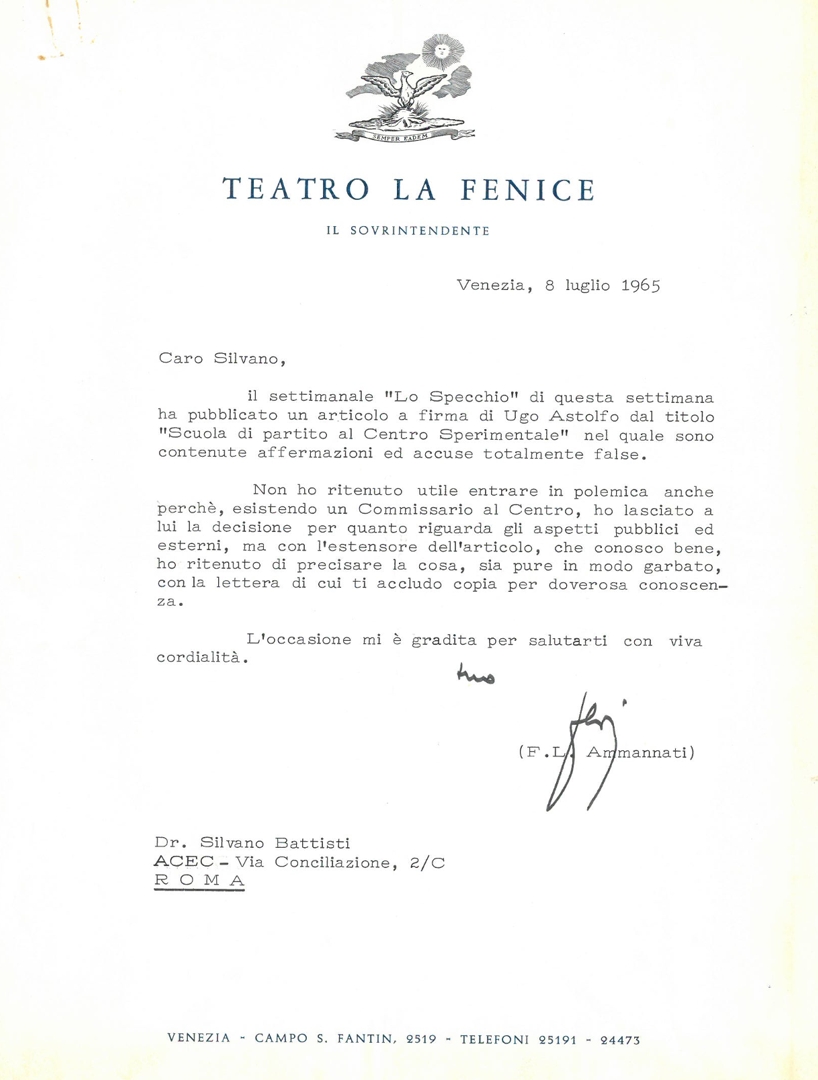 SEMPER EADEM
TEATRO LA FENICE
IL SOVRINTENDENTE
Venezia, 8 luglio 1965
Caro Silvano,
il settimanale "Lo Specchio" di questa settimana
ha pubblicato un articolo a firma di Ugo Astolfo dal titolo
"Scuola di partito al Centro Sperimentale" nel quale sono
contenute affermazioni ed accuse totalmente false.
Non ho ritenuto utile entrare in polemica anche
perchè, esistendo un Commissario al Centro, ho lasciato a
lui la decisione per quanto riguarda gli aspetti pubblici ed
esterni, ma con l'estensore dell'articolo, che conosco bene,
ho ritenuto di precisare la cosa, sia pure in modo garbato,
con la lettera di cui ti accludo copia per doverosa conoscen-
za.
L'occasione mi è gradita per salutarti con viva
cordialità.
tuo
(F.L. Ammannati)
Dr. Silvano Battisti
ACEC - Via Conciliazione, 2/C
R O M A
VENEZIA - CAMPO S. FANTIN, 2519 - TELEFONI 25191 - 24473